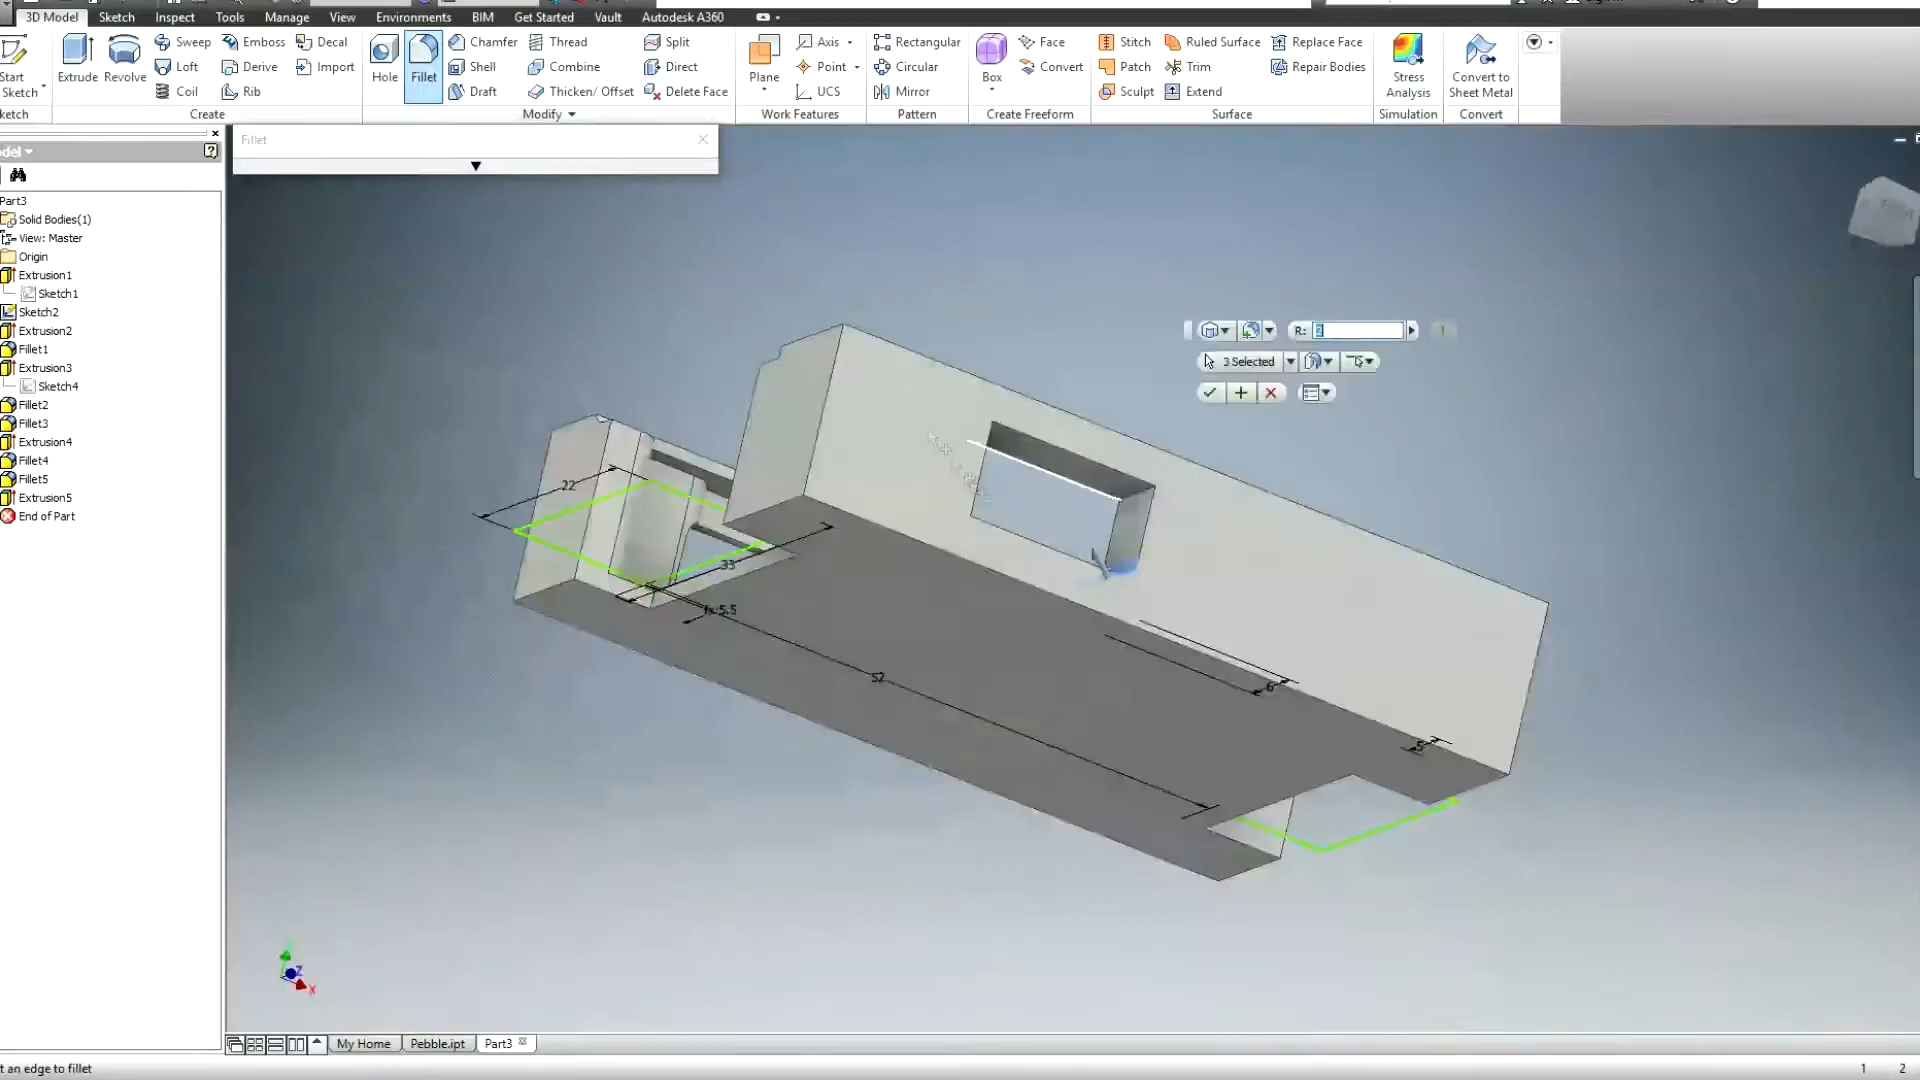 3D Model Sketch Inspect Tools Manage View Environments BIM Get Started Vault Autodesk A360
Start Sketch
Extrude Revolve Sweep Emboss Decal
Loft Derive Import
Coil Rib
Hole Fillet Chamfer Thread Split
Shell Combine Direct
Draft Thicken/ Offset Delete Face
Plane Axis Point UCS
Rectangular Circular Mirror
Box Face Convert
Stitch Ruled Surface Replace Face
Patch Trim Repair Bodies
Sculpt Extend
Stress Analysis
Convert to Sheet Metal
ketch Create Modify Work Features Pattern Create Freeform Surface Simulation Convert
Fillet
del
Part3
Solid Bodies(1)
View: Master
Origin
Extrusion1
Sketch1
Sketch2
Extrusion2
Fillet1
Extrusion3
Sketch4
Fillet2
Fillet3
Extrusion4
Fillet4
Fillet5
Extrusion5
End of Part
R: 2
3 Selected
22
33
fx:5.5
52
6
5
Z
X
My Home Pebble.ipt Part3
t an edge to fillet
1 2